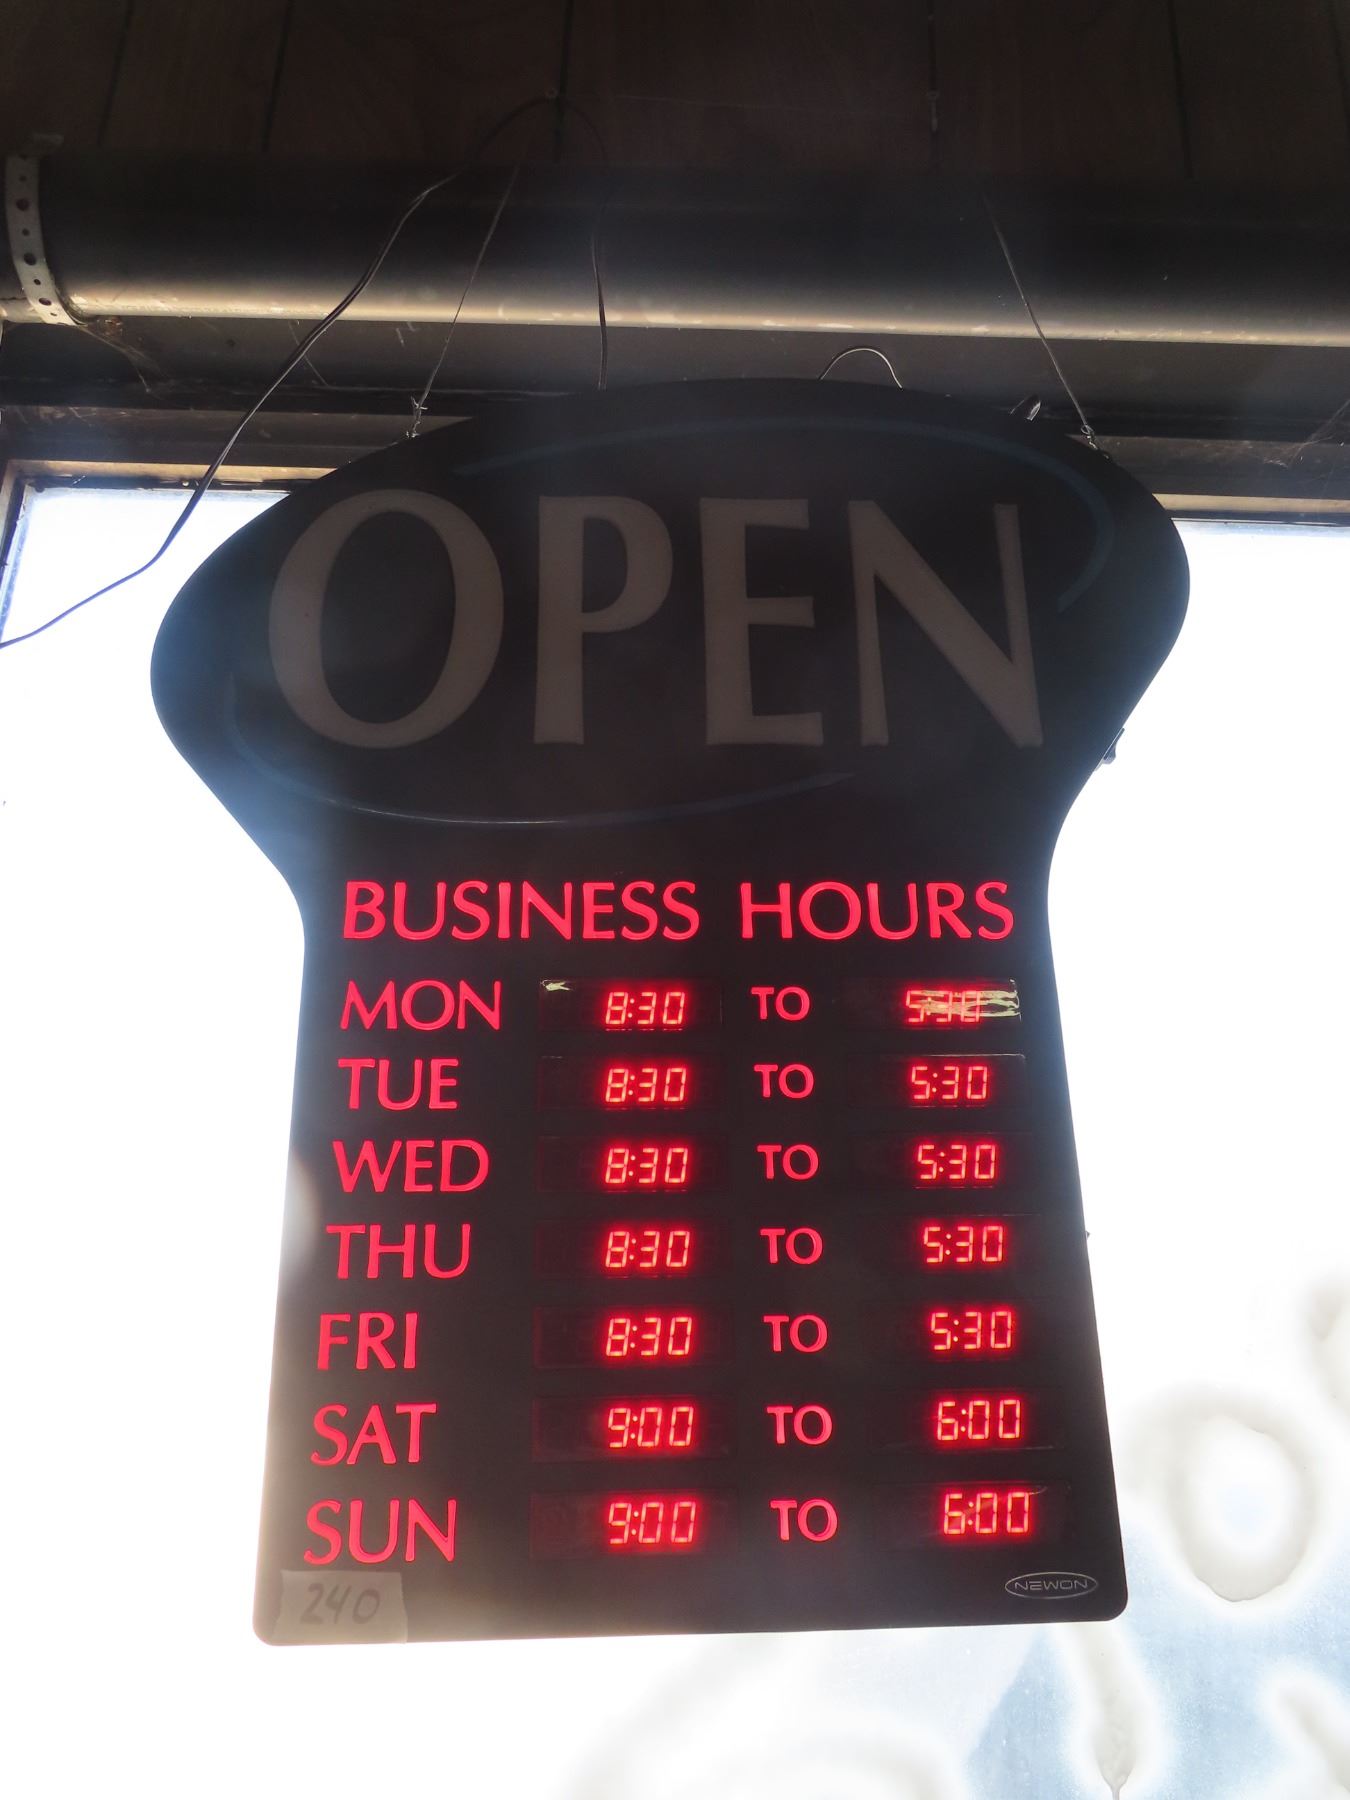 OPEN
BUSINESS HOURS
MON 8:30 TO 5:30
TUE 8:30 TO 5:30
WED 8:30 TO 5:30
THU 8:30 TO 5:30
FRI 8:30 TO 5:30
SAT 9:00 TO 6:00
SUN 9:00 TO 6:00
240
NEWON